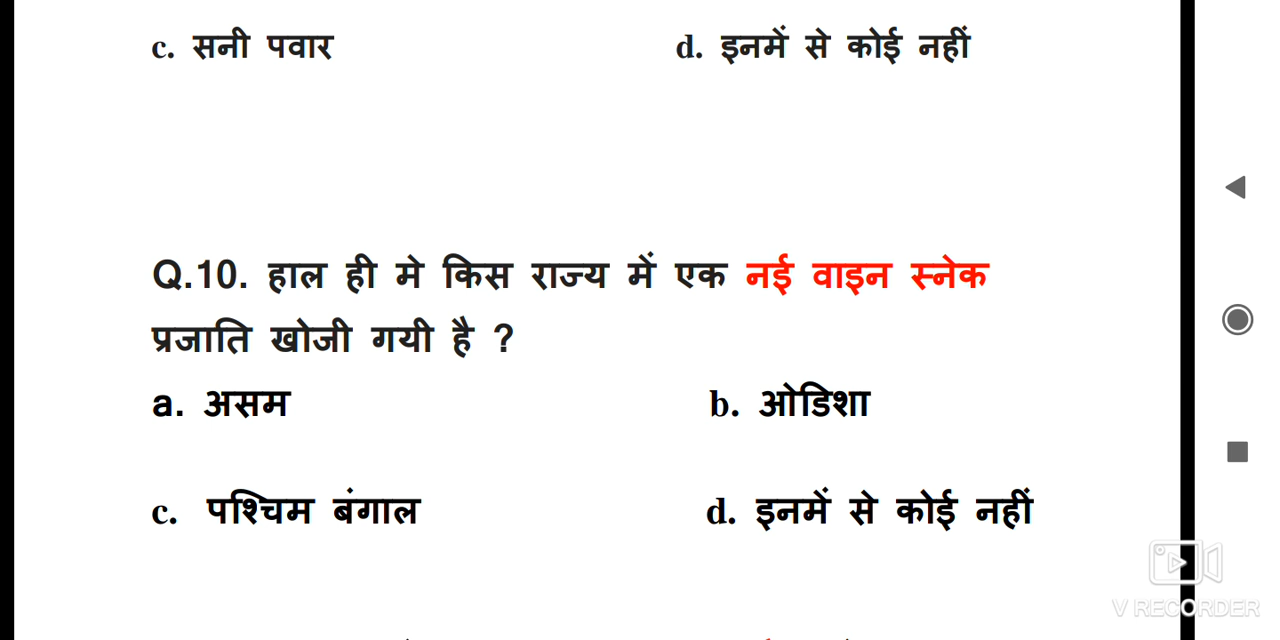 c. सनी पवार d. इनमें से कोई नहीं
Q.10. हाल ही मे किस राज्य में एक नई वाइन स्नेक
प्रजाति खोजी गयी है ?
a. असम b. ओडिशा
c. पश्चिम बंगाल d. इनमें से कोई नहीं
V RECORDER